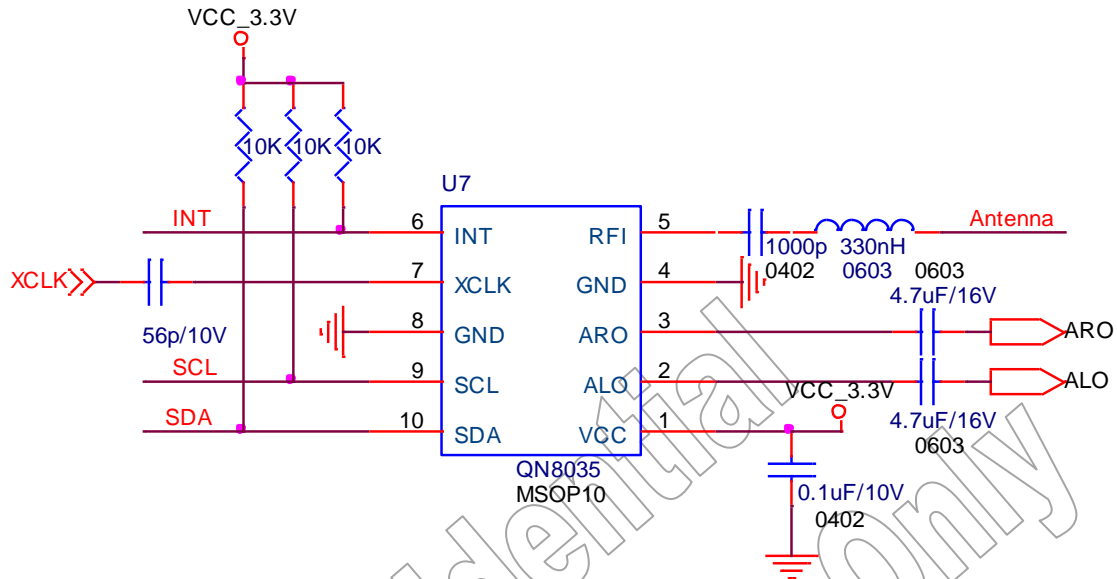 VCC_3.3V
10K 10K 10K
U7
INT 6 INT RFI 5 Antenna
1000p 330nH
0402 0603 0603
XCLK 7 XCLK GND 4
4.7uF/16V
56p/10V 8 GND ARO 3 ARO
SCL 9 SCL ALO 2 ALO
VCC_3.3V
4.7uF/16V
0603
SDA 10 SDA VCC 1
QN8035
MSOP10
0.1uF/10V
0402
Only